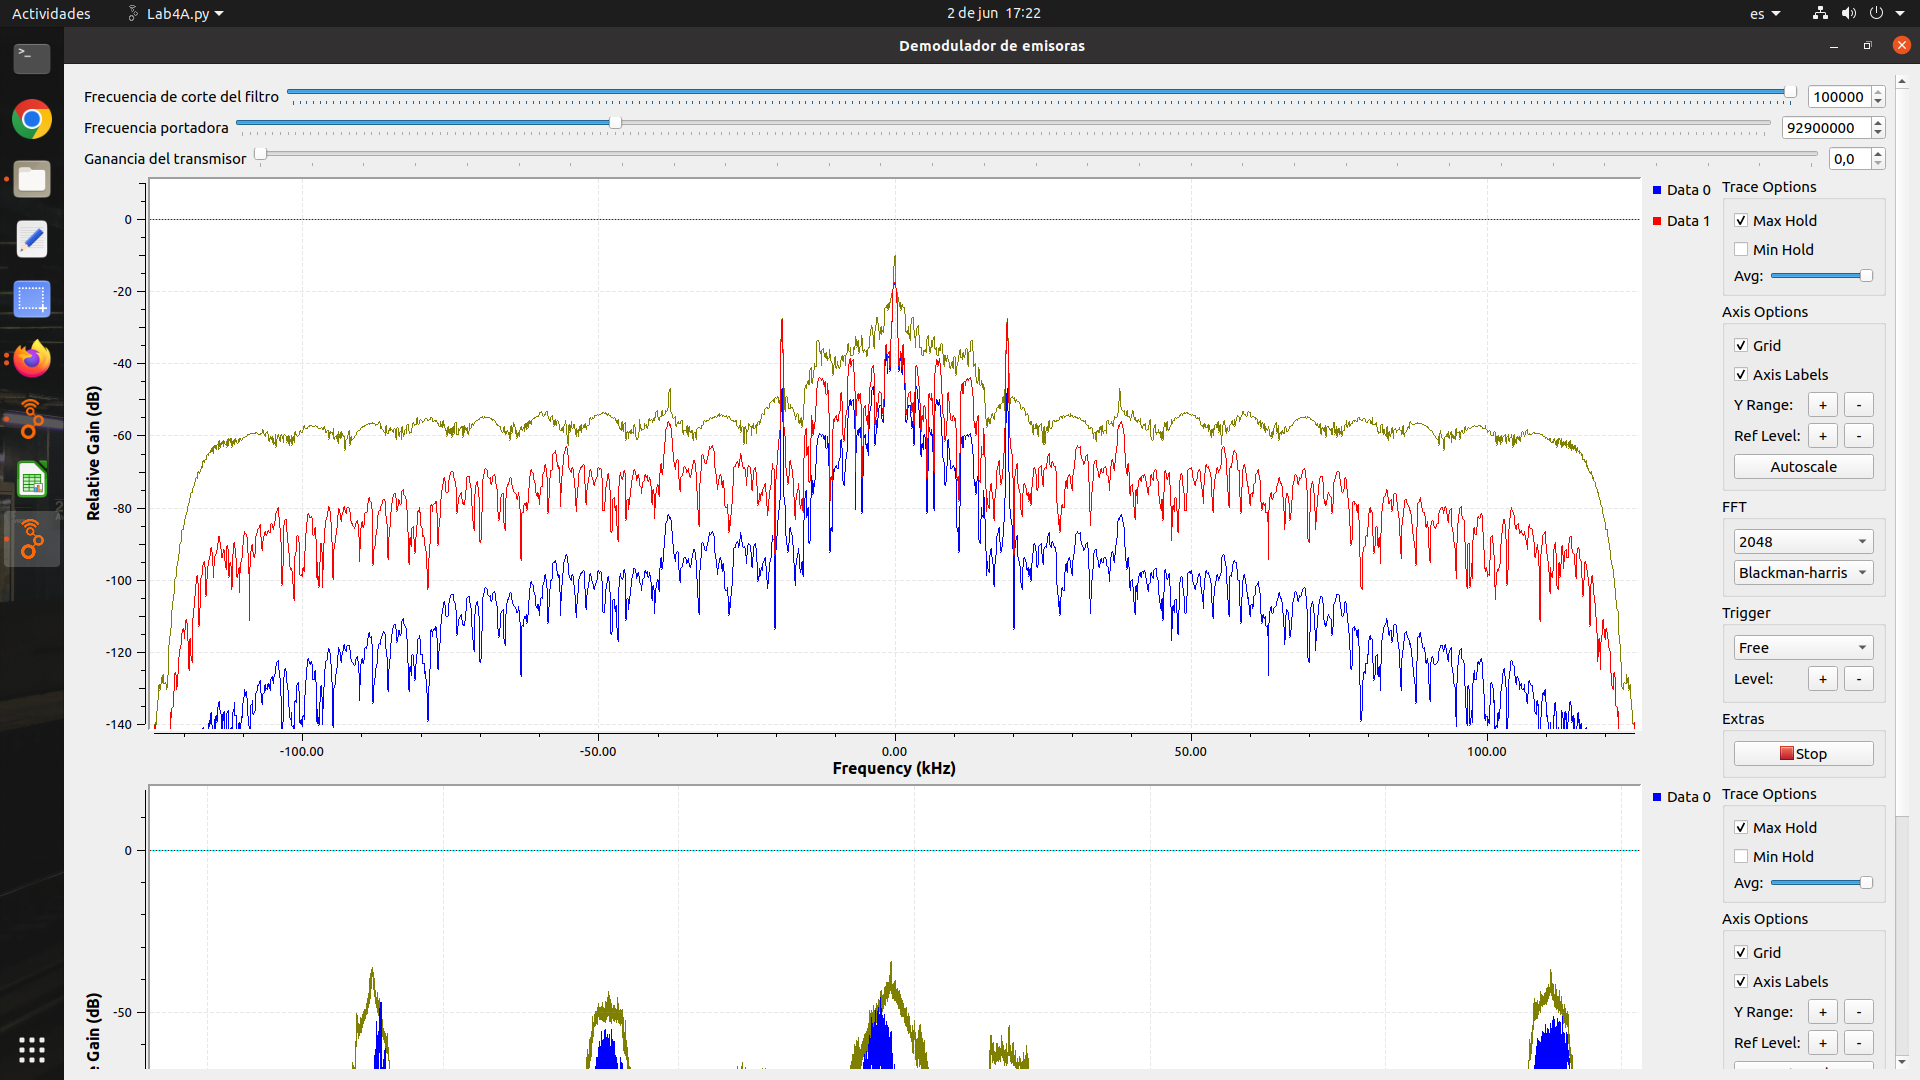 Actividades
Lab4A.py
2 de jun 17:22
es
Demodulador de emisoras
Frecuencia de corte del filtro
100000
Frecuencia portadora
92900000
Ganancia del transmisor
0,0
Relative Gain (dB)
0
-20
-40
-60
-80
-100
-120
-140
-100.00
-50.00
0.00
50.00
100.00
Frequency (kHz)
Data 0
Data 1
Trace Options
Max Hold
Min Hold
Avg:
Axis Options
Grid
Axis Labels
Y Range: + -
Ref Level: + -
Autoscale
FFT
2048
Blackman-harris
Trigger
Free
Level: + -
Extras
Stop
0
-50
Gain (dB)
Data 0
Trace Options
Max Hold
Min Hold
Avg:
Axis Options
Grid
Axis Labels
Y Range: + -
Ref Level: + -